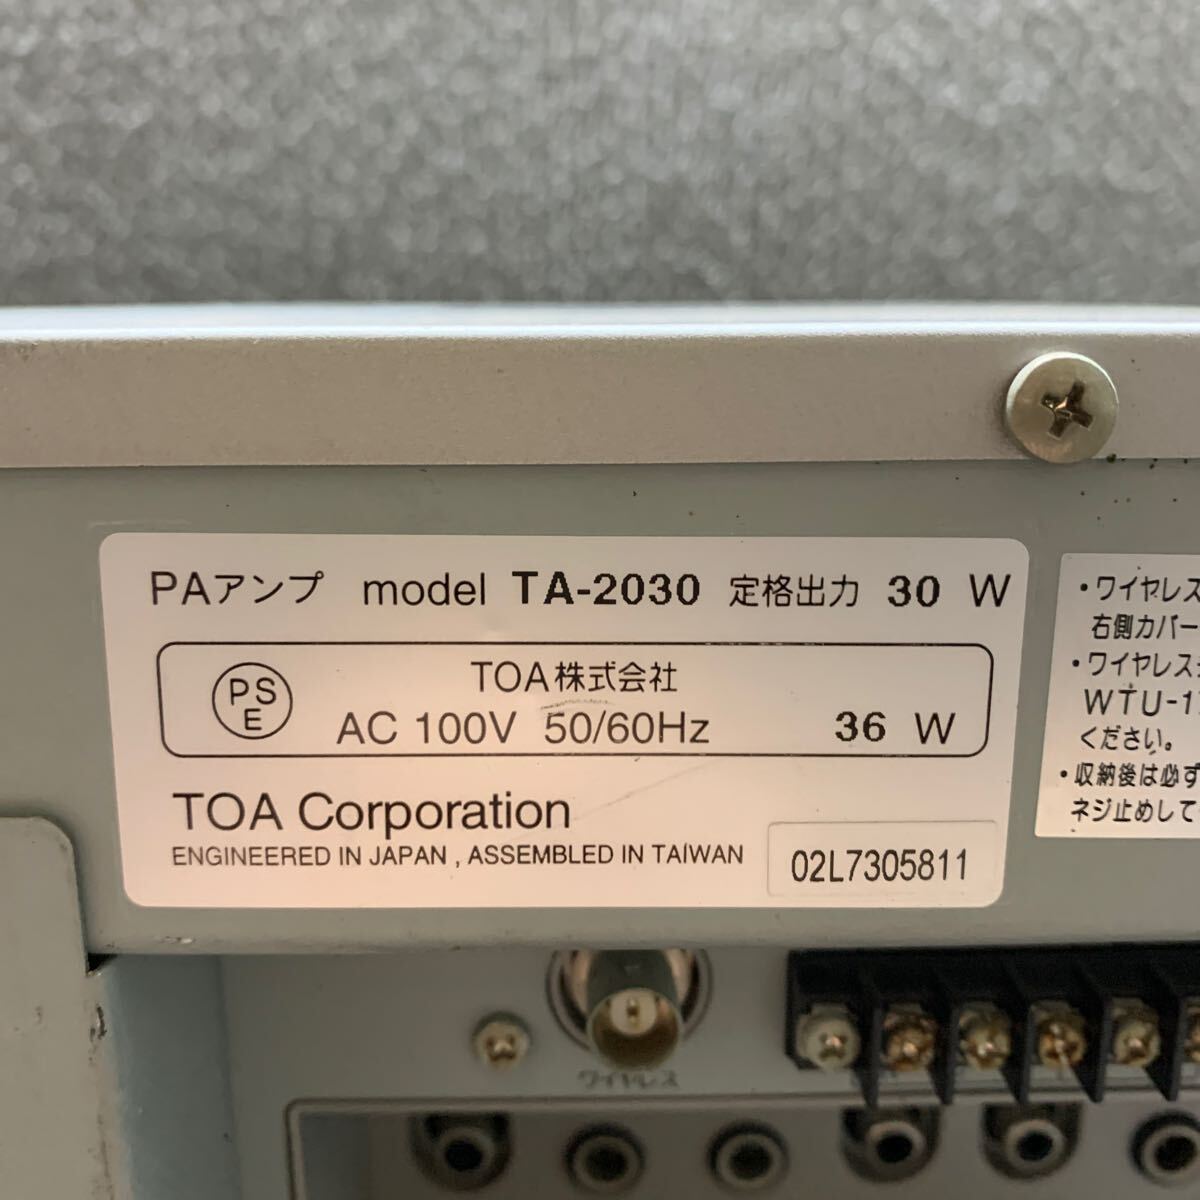 PAアンプ model TA-2030 定格出力 30 W
PS
E
TOA株式会社
AC 100V 50/60Hz 36 W
TOA Corporation
ENGINEERED IN JAPAN , ASSEMBLED IN TAIWAN
02L7305811
・ワイヤレス
右側カバー
・ワイヤレス
WTU-1
ください。
・収納後は必ず
ネジ止めして
ワイヤレス